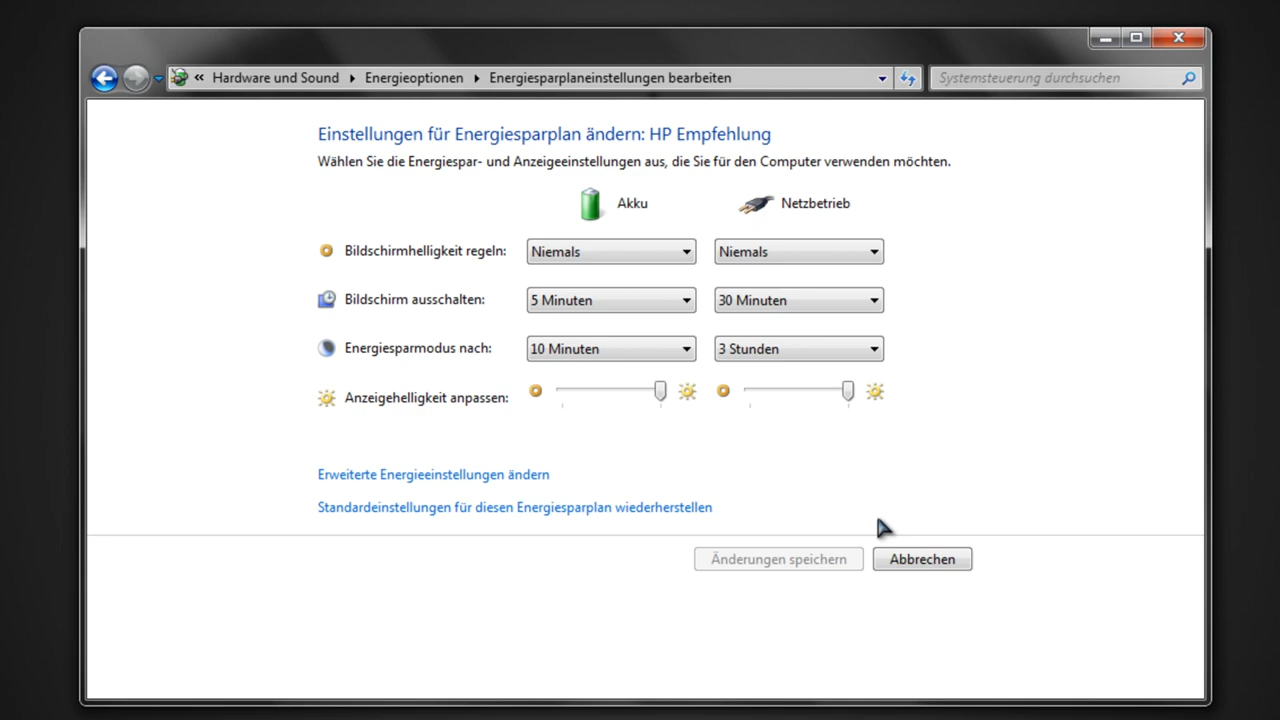 « Hardware und Sound Energieoptionen Energiesparplaneinstellungen bearbeiten Systemsteuerung durchsuchen
Einstellungen für Energiesparplan ändern: HP Empfehlung
Wählen Sie die Energiespar- und Anzeigeeinstellungen aus, die Sie für den Computer verwenden möchten.
Akku Netzbetrieb
Bildschirmhelligkeit regeln: Niemals Niemals
Bildschirm ausschalten: 5 Minuten 30 Minuten
Energiesparmodus nach: 10 Minuten 3 Stunden
Anzeigehelligkeit anpassen:
Erweiterte Energieeinstellungen ändern
Standardeinstellungen für diesen Energiesparplan wiederherstellen
Änderungen speichern Abbrechen